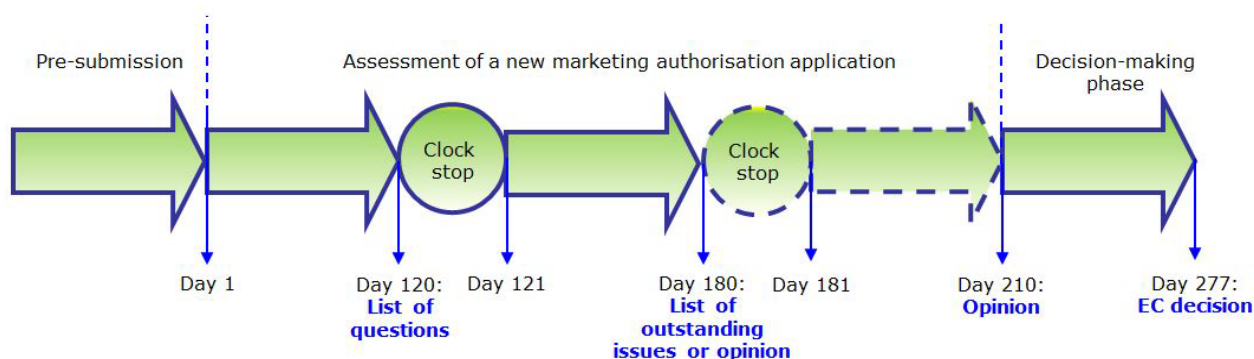 Pre-submission
Assessment of a new marketing authorisation application
Decision-making
phase
Clock
stop
Clock
stop
Day 1
Day 120:
List of
questions
Day 121
Day 180:
List of
outstanding
issues or opinion
Day 181
Day 210:
Opinion
Day 277:
EC decision